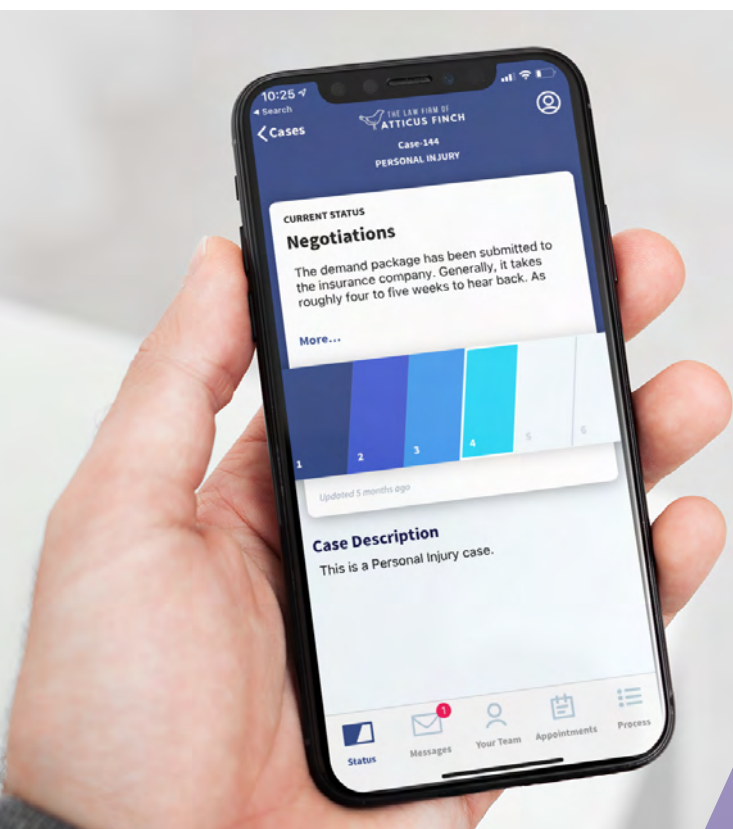 10:25
Search
Cases
THE LAW FIRM OF
ATTICUS FINCH
Case-144
PERSONAL INJURY
CURRENT STATUS
Negotiations
The demand package has been submitted to
the insurance company. Generally, it takes
roughly four to five weeks to hear back. As
More...
1 2 3 4 5 6
Updated 5 months ago
Case Description
This is a Personal Injury case.
1
Status Messages Your Team Appointments Process